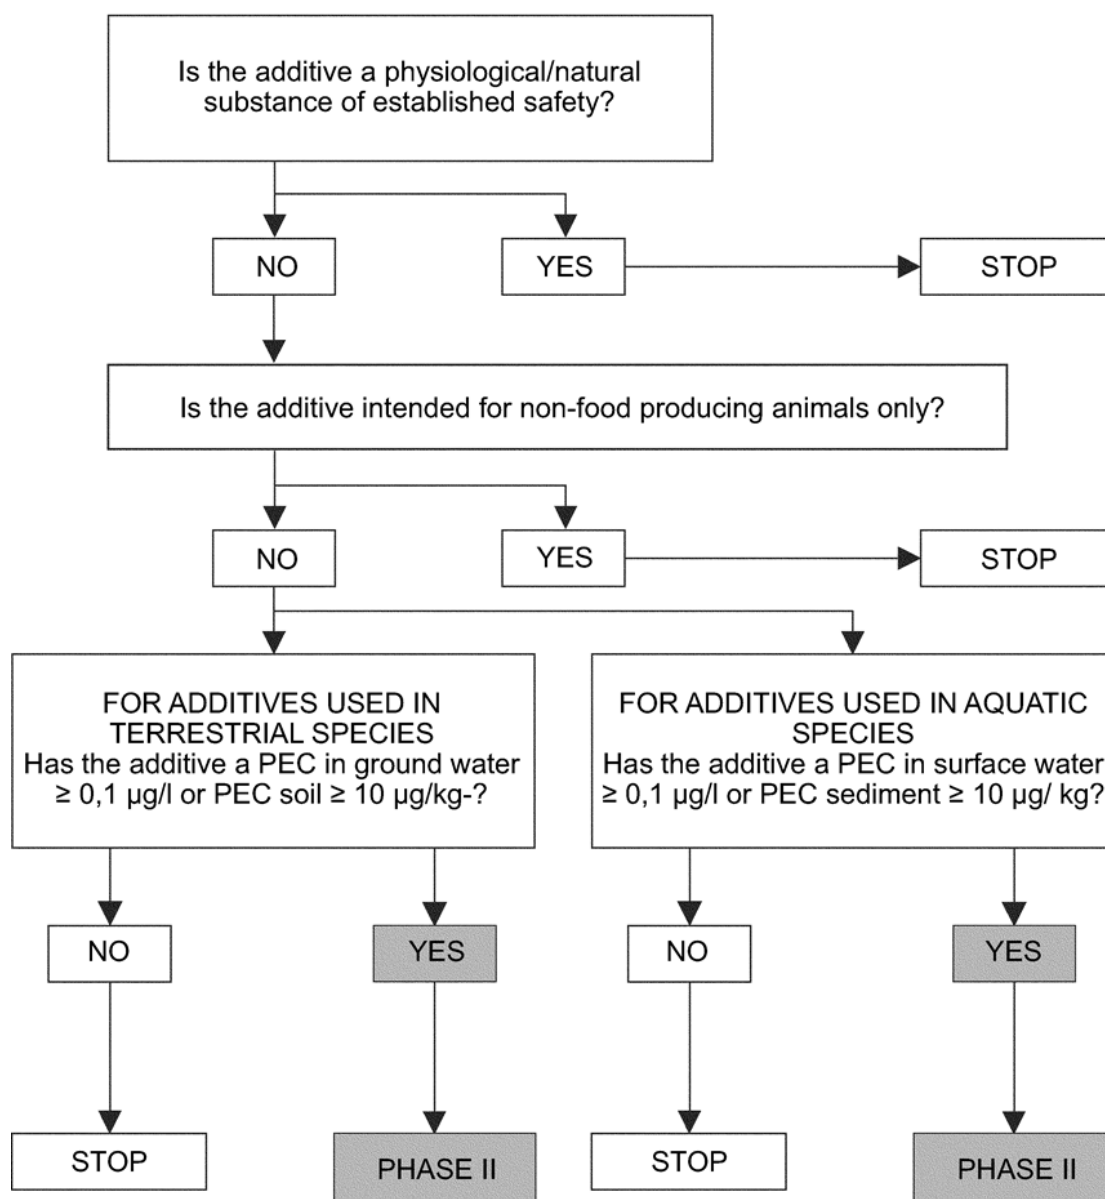 Is the additive a physiological/natural
substance of established safety?
NO
YES
STOP
Is the additive intended for non-food producing animals only?
NO
YES
STOP
FOR ADDITIVES USED IN
TERRESTRIAL SPECIES
Has the additive a PEC in ground water
≥ 0,1 µg/l or PEC soil ≥ 10 µg/kg-?
FOR ADDITIVES USED IN AQUATIC
SPECIES
Has the additive a PEC in surface water
≥ 0,1 µg/l or PEC sediment ≥ 10 µg/ kg?
NO
YES
NO
YES
STOP
PHASE II
STOP
PHASE II